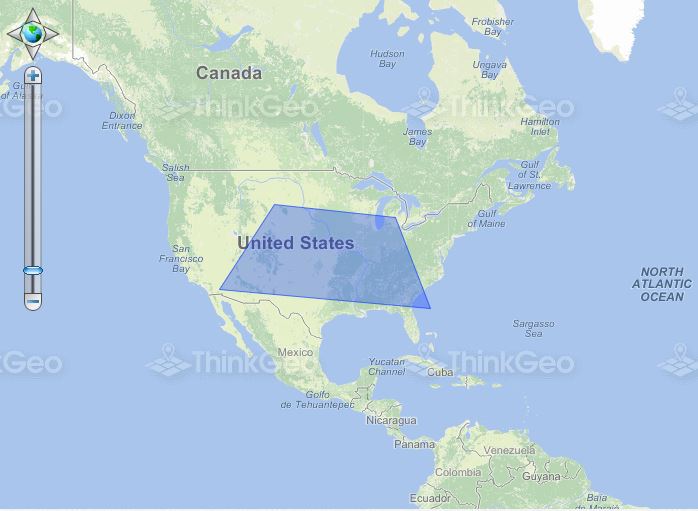 Frobisher
Bay
Hudson
Bay
Ungava
Bay
Canada
Gulf
of Alaska
ThinkGeo
ThinkGeo
ThinkGeo
Dixon
Entrance
James
Bay
Hamilton
Inlet
Salish
Sea
Gulf
of St.
Lawrence
Gulf
of Maine
United States
San
Francisco
Bay
NORTH
ATLANTIC
OCEAN
Sargasso
Sea
ThinkGeo
ThinkGeo
ThinkGeo
Mexico
Yucatan
Channel
Cuba
Golfo
de Tehuantepec
Nicaragua
Panama
Venezuela
Colombia
Guyana
Ecuador
Baia
de Mar